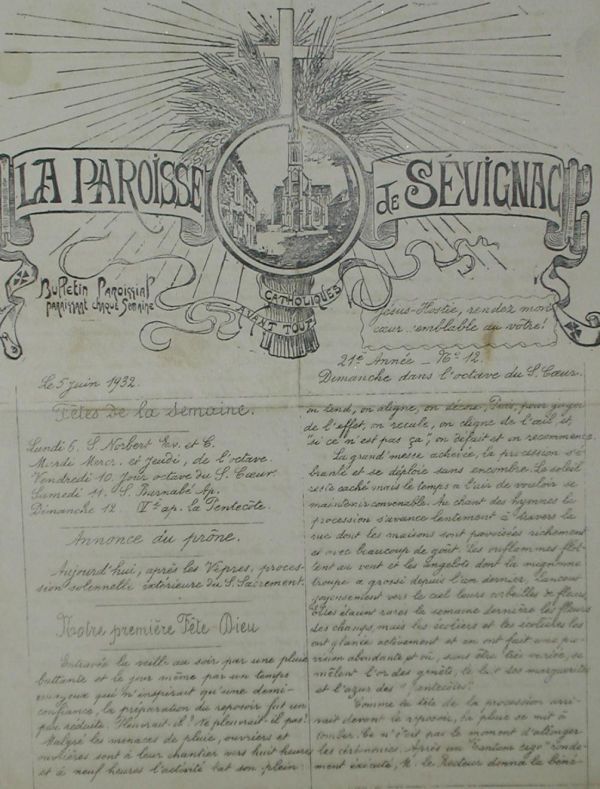 LA PAROISSE de SÉVIGNAC
Bulletin Paroissial
paraissant chaque Semaine
CATHOLIQUES
AVANT TOUT
Jésus-Hostie, rendez mon
cœur semblable au vôtre!
21e Année _ No 12.
Dimanche dans l'octave du S. Cœur.
Le 5 juin 1932.
Fêtes de la semaine.
Lundi 6. S. Norbert Ev. et C.
Mardi Merc. et Jeudi, de l'octave.
Vendredi 10. Jour octave du S. Cœur.
Samedi 11. S. Barnabé Ap.
Dimanche 12. IVe ap. la Pentecôte
Annonce du prône.
Aujourd'hui, après les Vêpres, proces-
sion solennelle extérieure du S. Sacrement.
Notre première Fête Dieu
Entravée la veille au soir par une pluie
battante et le jour même par un temps
ennuyeux qui n'inspirait qu'une demi-
confiance, la préparation du reposoir fut un
peu réduite. Pleuvrait-il? Ne pleuvrait-il pas?
Malgré les menaces de pluie, ouvriers et
ouvrières sont à leur chantier vers huit heures
et à neuf heures l'activité bat son plein:
on tend, on aligne, on décore, Puis, pour juger
de l'effet, on recule, on cligne de l'œil et,
"si ce n'est pas ça", on défait et on recommence.
La grand'messe achevée, la procession s'é-
branle et se déploie sans encombre. Le soleil
reste caché mais le temps a l'air de vouloir se
maintenir convenable. Au chant des hymnes la
procession s'avance lentement à travers la
rue dont les maisons sont pavoisées richement
et avec beaucoup de goût. Les oriflammes flot-
tent au vent et les angelots dont la mignonne
troupe a grossi depuis l'an dernier, lancent
joyeusement vers le ciel leurs corbeilles de fleurs.
Elles étaient rares la semaine dernière les fleurs
des champs, mais les écoliers et les écolières les
ont glanées activement et en ont fait une pro-
vision abondante et où, sans être très variée, se
mêlent l'or des genêts, le lait des marguerites
et l'azur des "pentecôtes".
Comme la tête de la procession arri-
vait devant le reposoir, la pluie se mit à
tomber. Ce n'était pas le moment d'allonger
les cérémonies. Après un "Tantum ergo" ronde-
ment exécuté, M. le Recteur donna la béné-